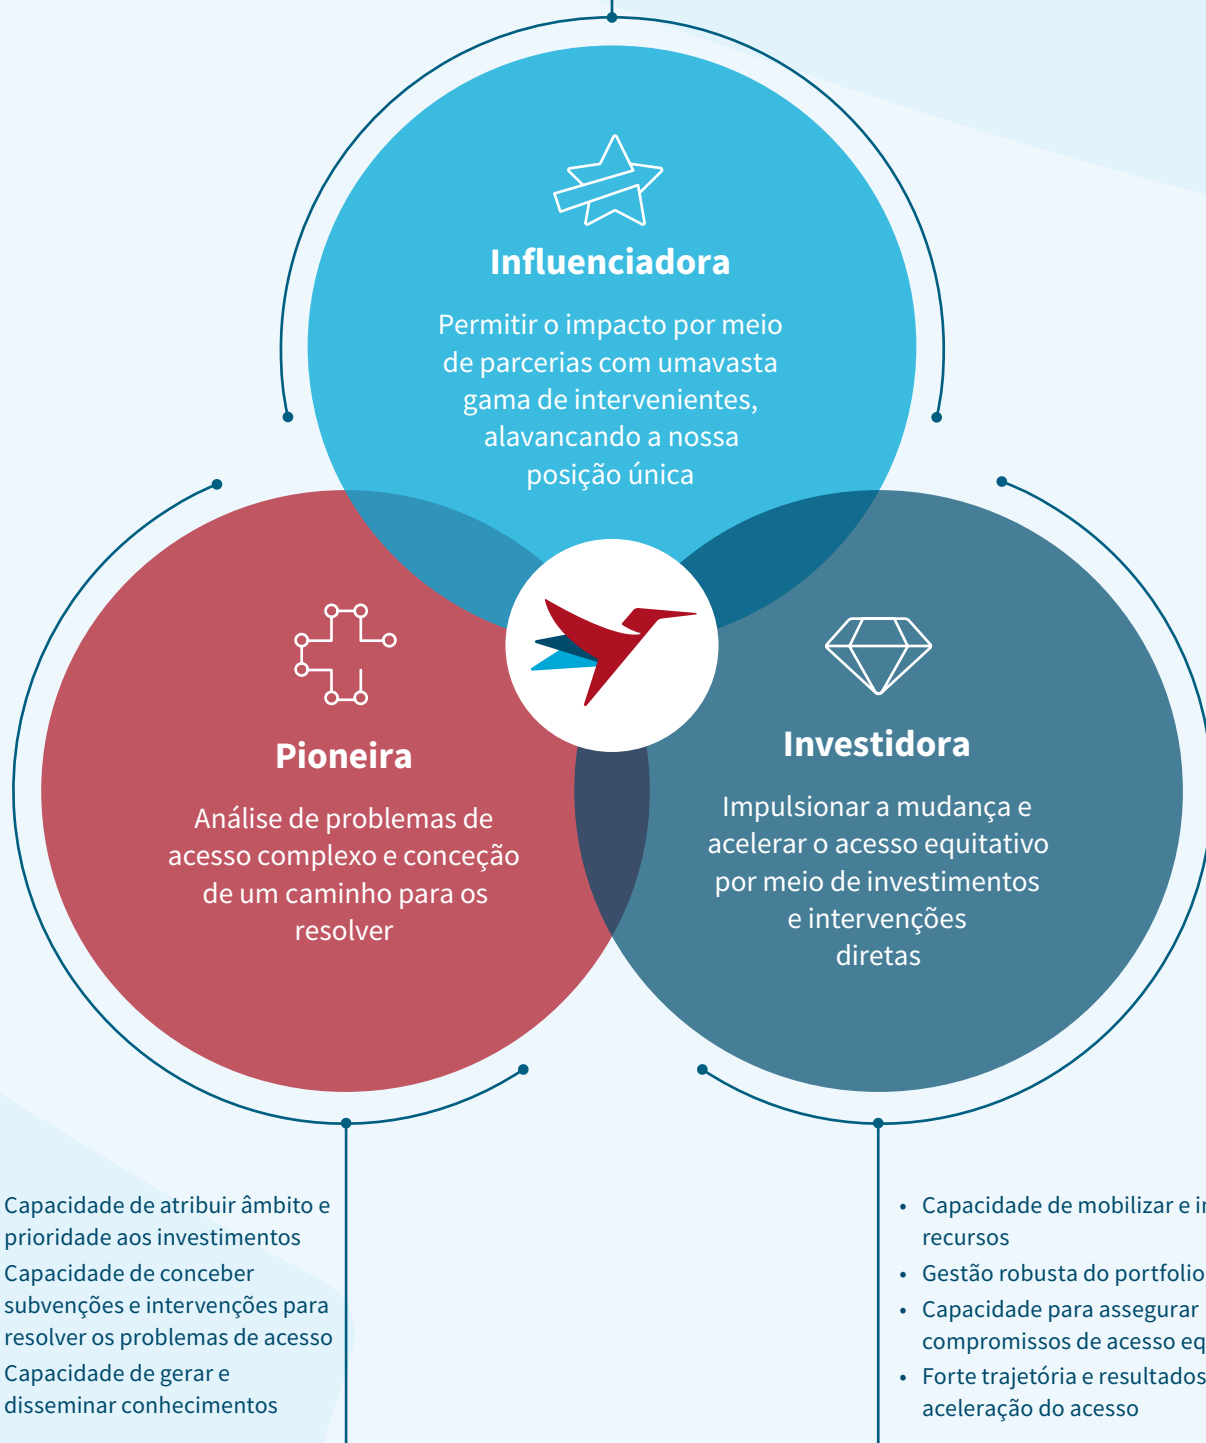 Influenciadora
Permitir o impacto por meio
de parcerias com umavasta
gama de intervenientes,
alavancando a nossa
posição única
Pioneira
Análise de problemas de
acesso complexo e conceção
de um caminho para os
resolver
Investidora
Impulsionar a mudança e
acelerar o acesso equitativo
por meio de investimentos
e intervenções
diretas
Capacidade de atribuir âmbito e
prioridade aos investimentos
Capacidade de conceber
subvenções e intervenções para
resolver os problemas de acesso
Capacidade de gerar e
disseminar conhecimentos
• Capacidade de mobilizar e
recursos
• Gestão robusta do portfolio
• Capacidade para assegurar
compromissos de acesso
• Forte trajetória e resultados
aceleração do acesso